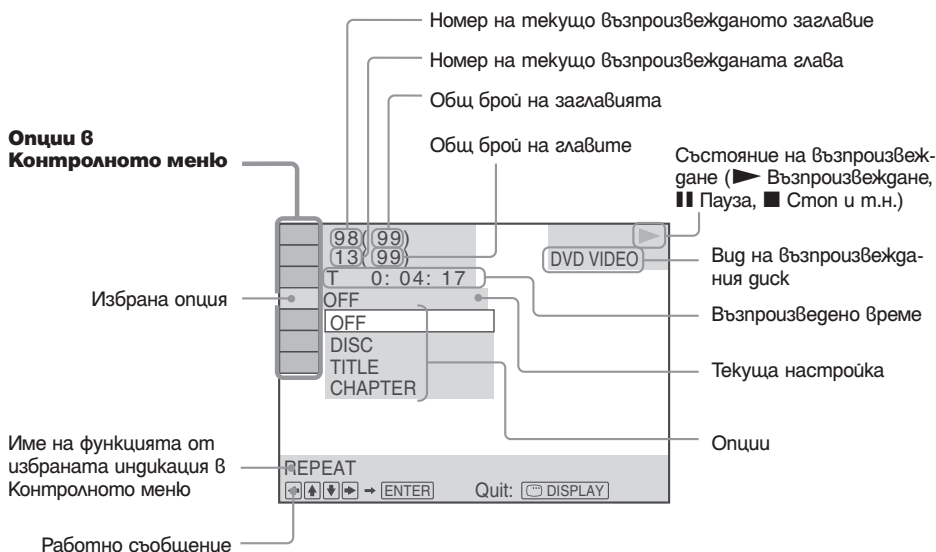 Номер на текущо възпроизвежданото заглавие
Номер на текущо възпроизвежданата глава
Общ брой на заглавията
Общ брой на главите
Опции в
Контролното меню
Състояние на възпроизвеж-
дане (► Възпроизвеждане,
❚❚ Пауза, ■ Стоп и т.н.)
98( 99)
13( 99)
DVD VIDEO
Вид на възпроизвежда-
ния диск
T 0: 04: 17
Избрана опция
OFF
Възпроизведено време
OFF
DISC
TITLE
CHAPTER
Текуща настройка
Опции
Име на функцията от
избраната индикация в
Контролното меню
REPEAT
← ↑ ↓ → → ENTER Quit: DISPLAY
Работно съобщение